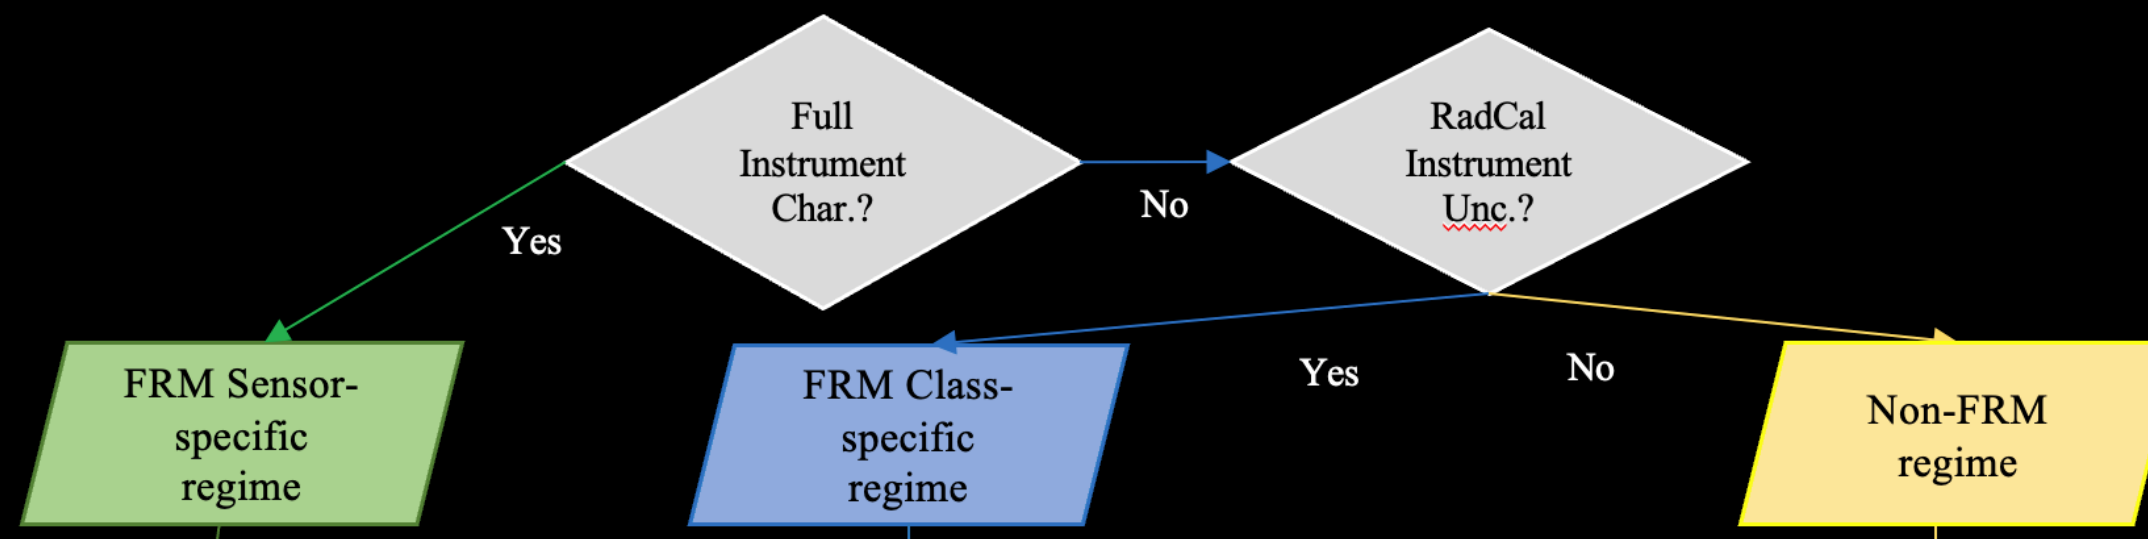 Full
Instrument
Char.?
RadCal
Instrument
Unc.?
Yes
No
Yes
No
FRM Sensor-
specific
regime
FRM Class-
specific
regime
Non-FRM
regime